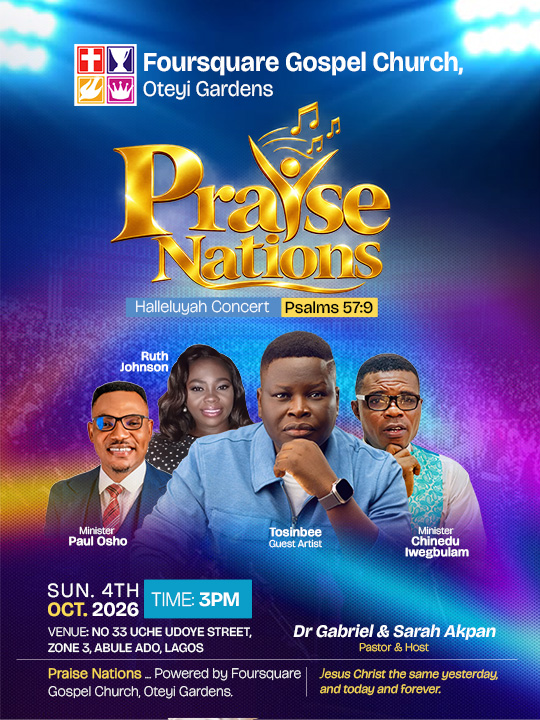 Foursquare Gospel Church,
Oteyi Gardens
Praise
Nations
Halleluyah Concert Psalms 57:9
Ruth
Johnson
Minister
Paul Osho
Tosinbee
Guest Artist
Minister
Chinedu
Iwegbulam
SUN. 4TH
OCT. 2026
TIME: 3PM
VENUE: NO 33 UCHE UDOYE STREET,
ZONE 3, ABULE ADO, LAGOS
Dr Gabriel & Sarah Akpan
Pastor & Host
Praise Nations ... Powered by Foursquare
Gospel Church, Oteyi Gardens.
Jesus Christ the same yesterday,
and today and forever.